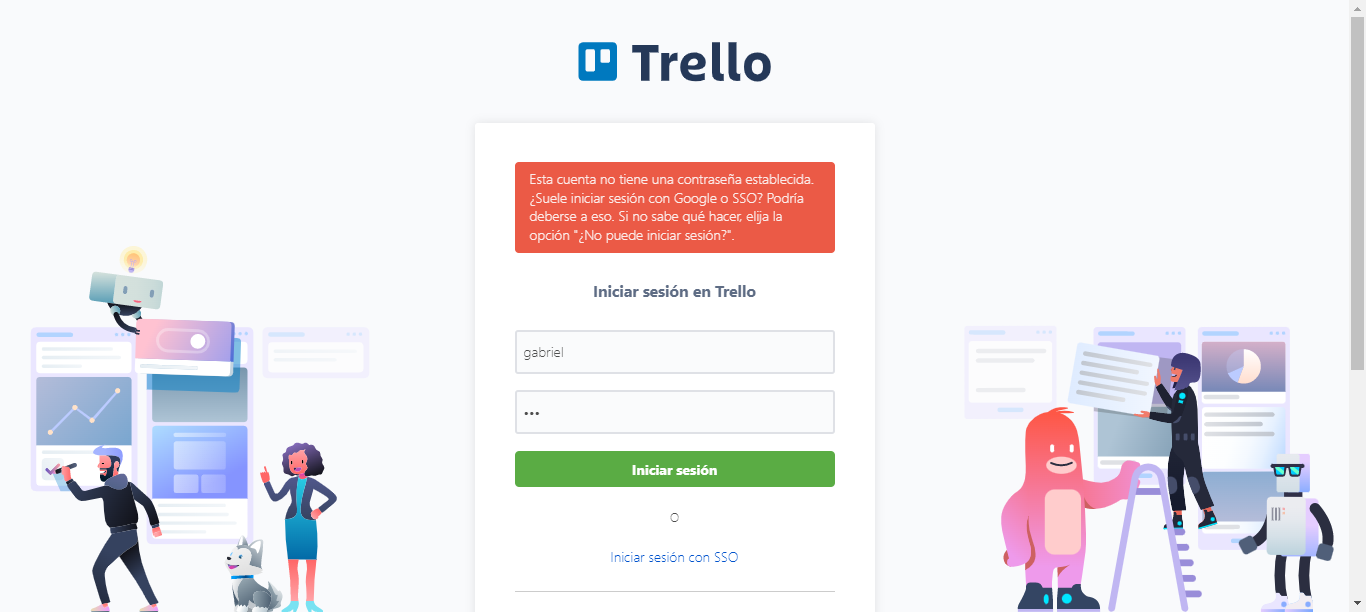 Trello
Esta cuenta no tiene una contraseña establecida.
¿Suele iniciar sesión con Google o SSO? Podría
deberse a eso. Si no sabe qué hacer, elija la
opción "¿No puede iniciar sesión?".
Iniciar sesión en Trello
gabriel
•••
Iniciar sesión
O
Iniciar sesión con SSO